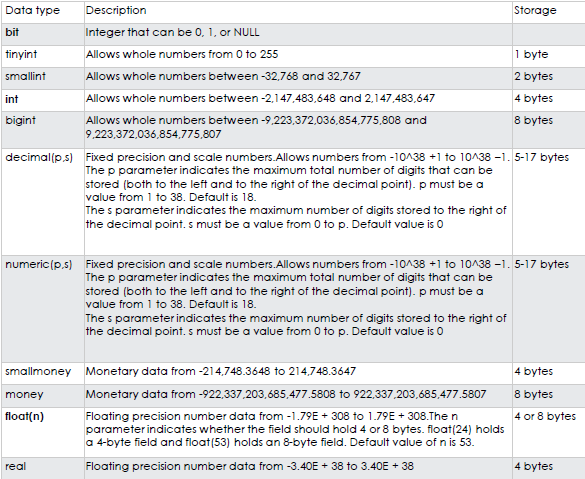 Data type Description Storage
bit Integer that can be 0, 1, or NULL
tinyint Allows whole numbers from 0 to 255 1 byte
smallint Allows whole numbers between -32,768 and 32,767 2 bytes
int Allows whole numbers between -2,147,483,648 and 2,147,483,647 4 bytes
bigint Allows whole numbers between -9,223,372,036,854,775,808 and 8 bytes
9,223,372,036,854,775,807
decimal(p,s) Fixed precision and scale numbers.Allows numbers from -10^38 +1 to 10^38 –1. 5-17 bytes
The p parameter indicates the maximum total number of digits that can be
stored (both to the left and to the right of the decimal point). p must be a
value from 1 to 38. Default is 18.
The s parameter indicates the maximum number of digits stored to the right of
the decimal point. s must be a value from 0 to p. Default value is 0
numeric(p,s) Fixed precision and scale numbers.Allows numbers from -10^38 +1 to 10^38 –1. 5-17 bytes
The p parameter indicates the maximum total number of digits that can be
stored (both to the left and to the right of the decimal point). p must be a
value from 1 to 38. Default is 18.
The s parameter indicates the maximum number of digits stored to the right of
the decimal point. s must be a value from 0 to p. Default value is 0
smallmoney Monetary data from -214,748.3648 to 214,748.3647 4 bytes
money Monetary data from -922,337,203,685,477.5808 to 922,337,203,685,477.5807 8 bytes
float(n) Floating precision number data from -1.79E + 308 to 1.79E + 308.The n 4 or 8 bytes
parameter indicates whether the field should hold 4 or 8 bytes. float(24) holds
a 4-byte field and float(53) holds an 8-byte field. Default value of n is 53.
real Floating precision number data from -3.40E + 38 to 3.40E + 38 4 bytes